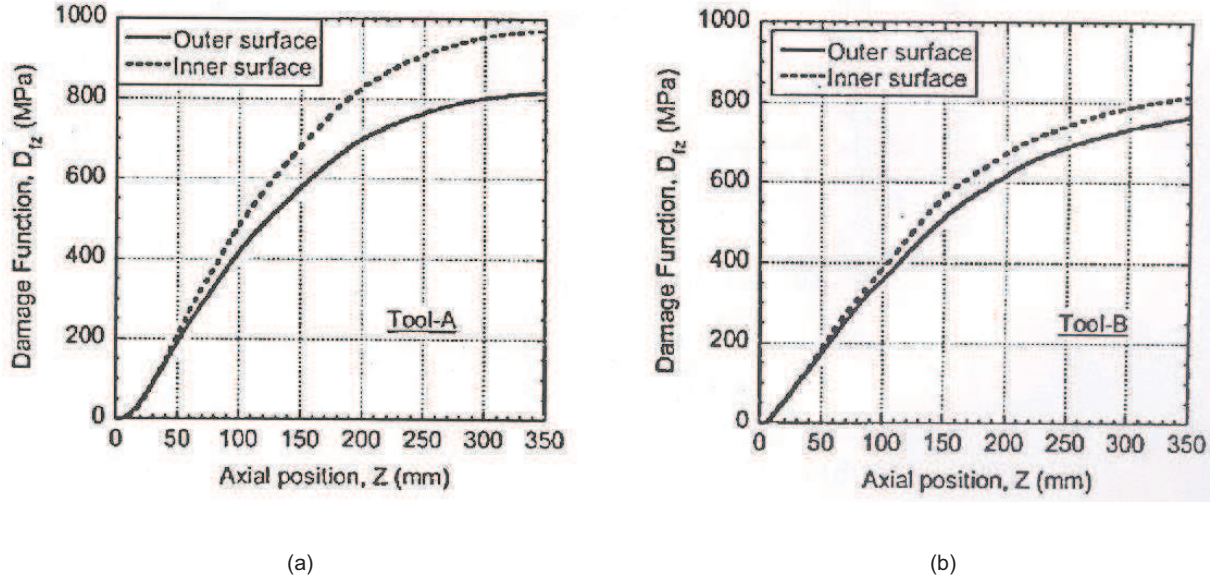 1000
800
600
400
200
0
Damage Function, D_fz (MPa)
Outer surface
Inner surface
Tool-A
0 50 100 150 200 250 300 350
Axial position, Z (mm)
(a)
1000
800
600
400
200
0
Damage Function, D_fz (MPa)
Outer surface
Inner surface
Tool-B
0 50 100 150 200 250 300 350
Axial position, Z (mm)
(b)